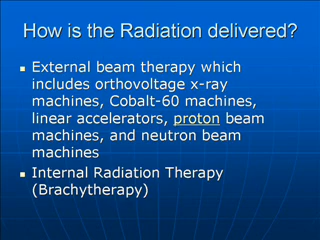 How is the Radiation delivered?
External beam therapy which
includes orthovoltage x-ray
machines, Cobalt-60 machines,
linear accelerators, proton beam
machines, and neutron beam
machines
Internal Radiation Therapy
(Brachytherapy)